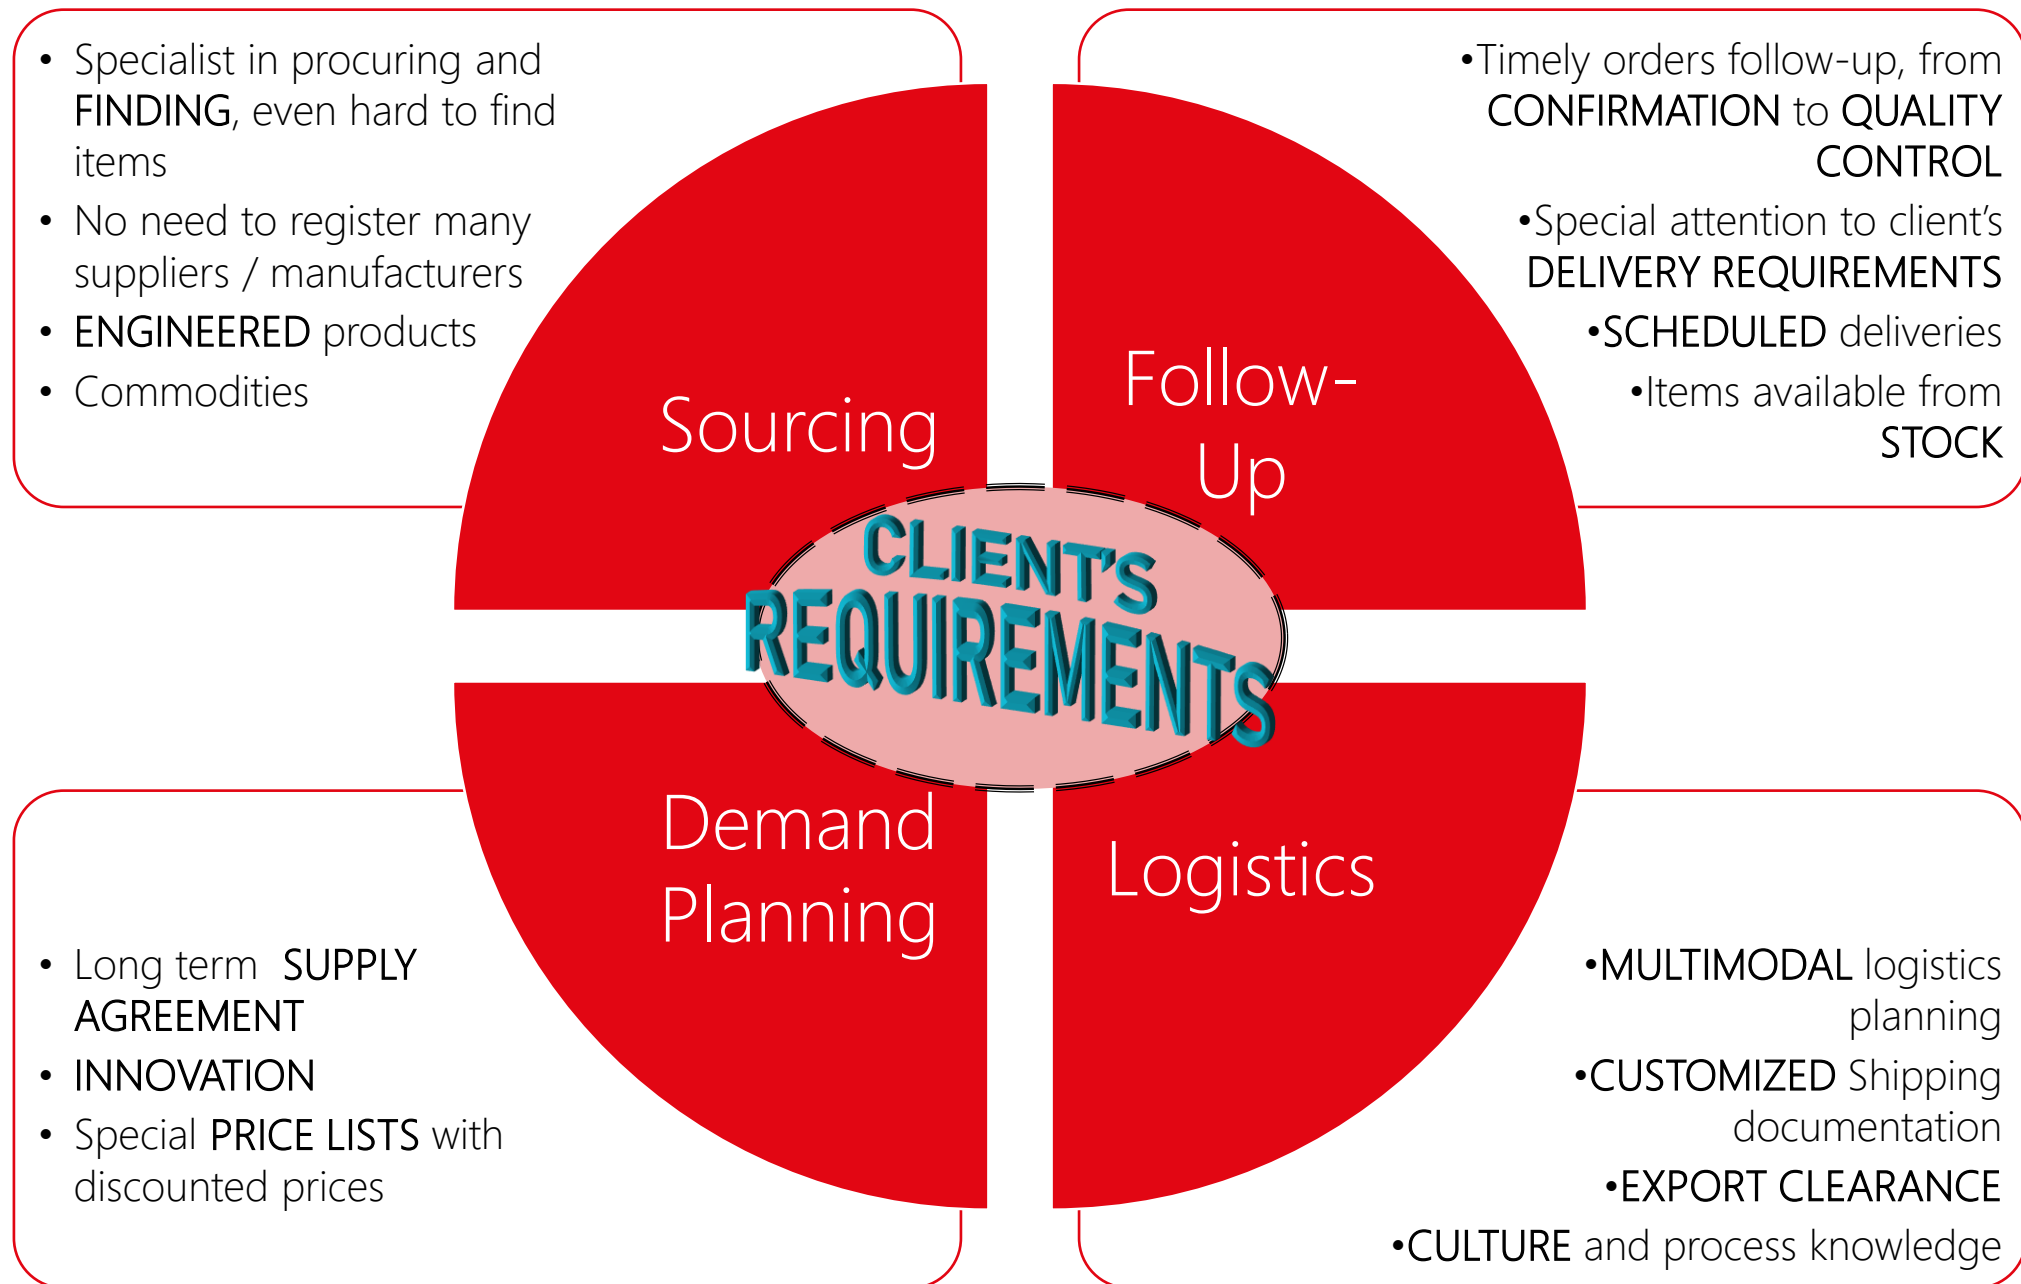 • Specialist in procuring and
FINDING, even hard to find
items
• No need to register many
suppliers / manufacturers
• ENGINEERED products
• Commodities
•Timely orders follow-up, from
CONFIRMATION to QUALITY
CONTROL
•Special attention to client’s
DELIVERY REQUIREMENTS
•SCHEDULED deliveries
•Items available from
STOCK
Sourcing
Follow-
Up
CLIENT'S
REQUIREMENTS
Demand
Planning
Logistics
• Long term  SUPPLY
AGREEMENT
• INNOVATION
• Special PRICE LISTS with
discounted prices
•MULTIMODAL logistics
planning
•CUSTOMIZED Shipping
documentation
•EXPORT CLEARANCE
•CULTURE and process knowledge